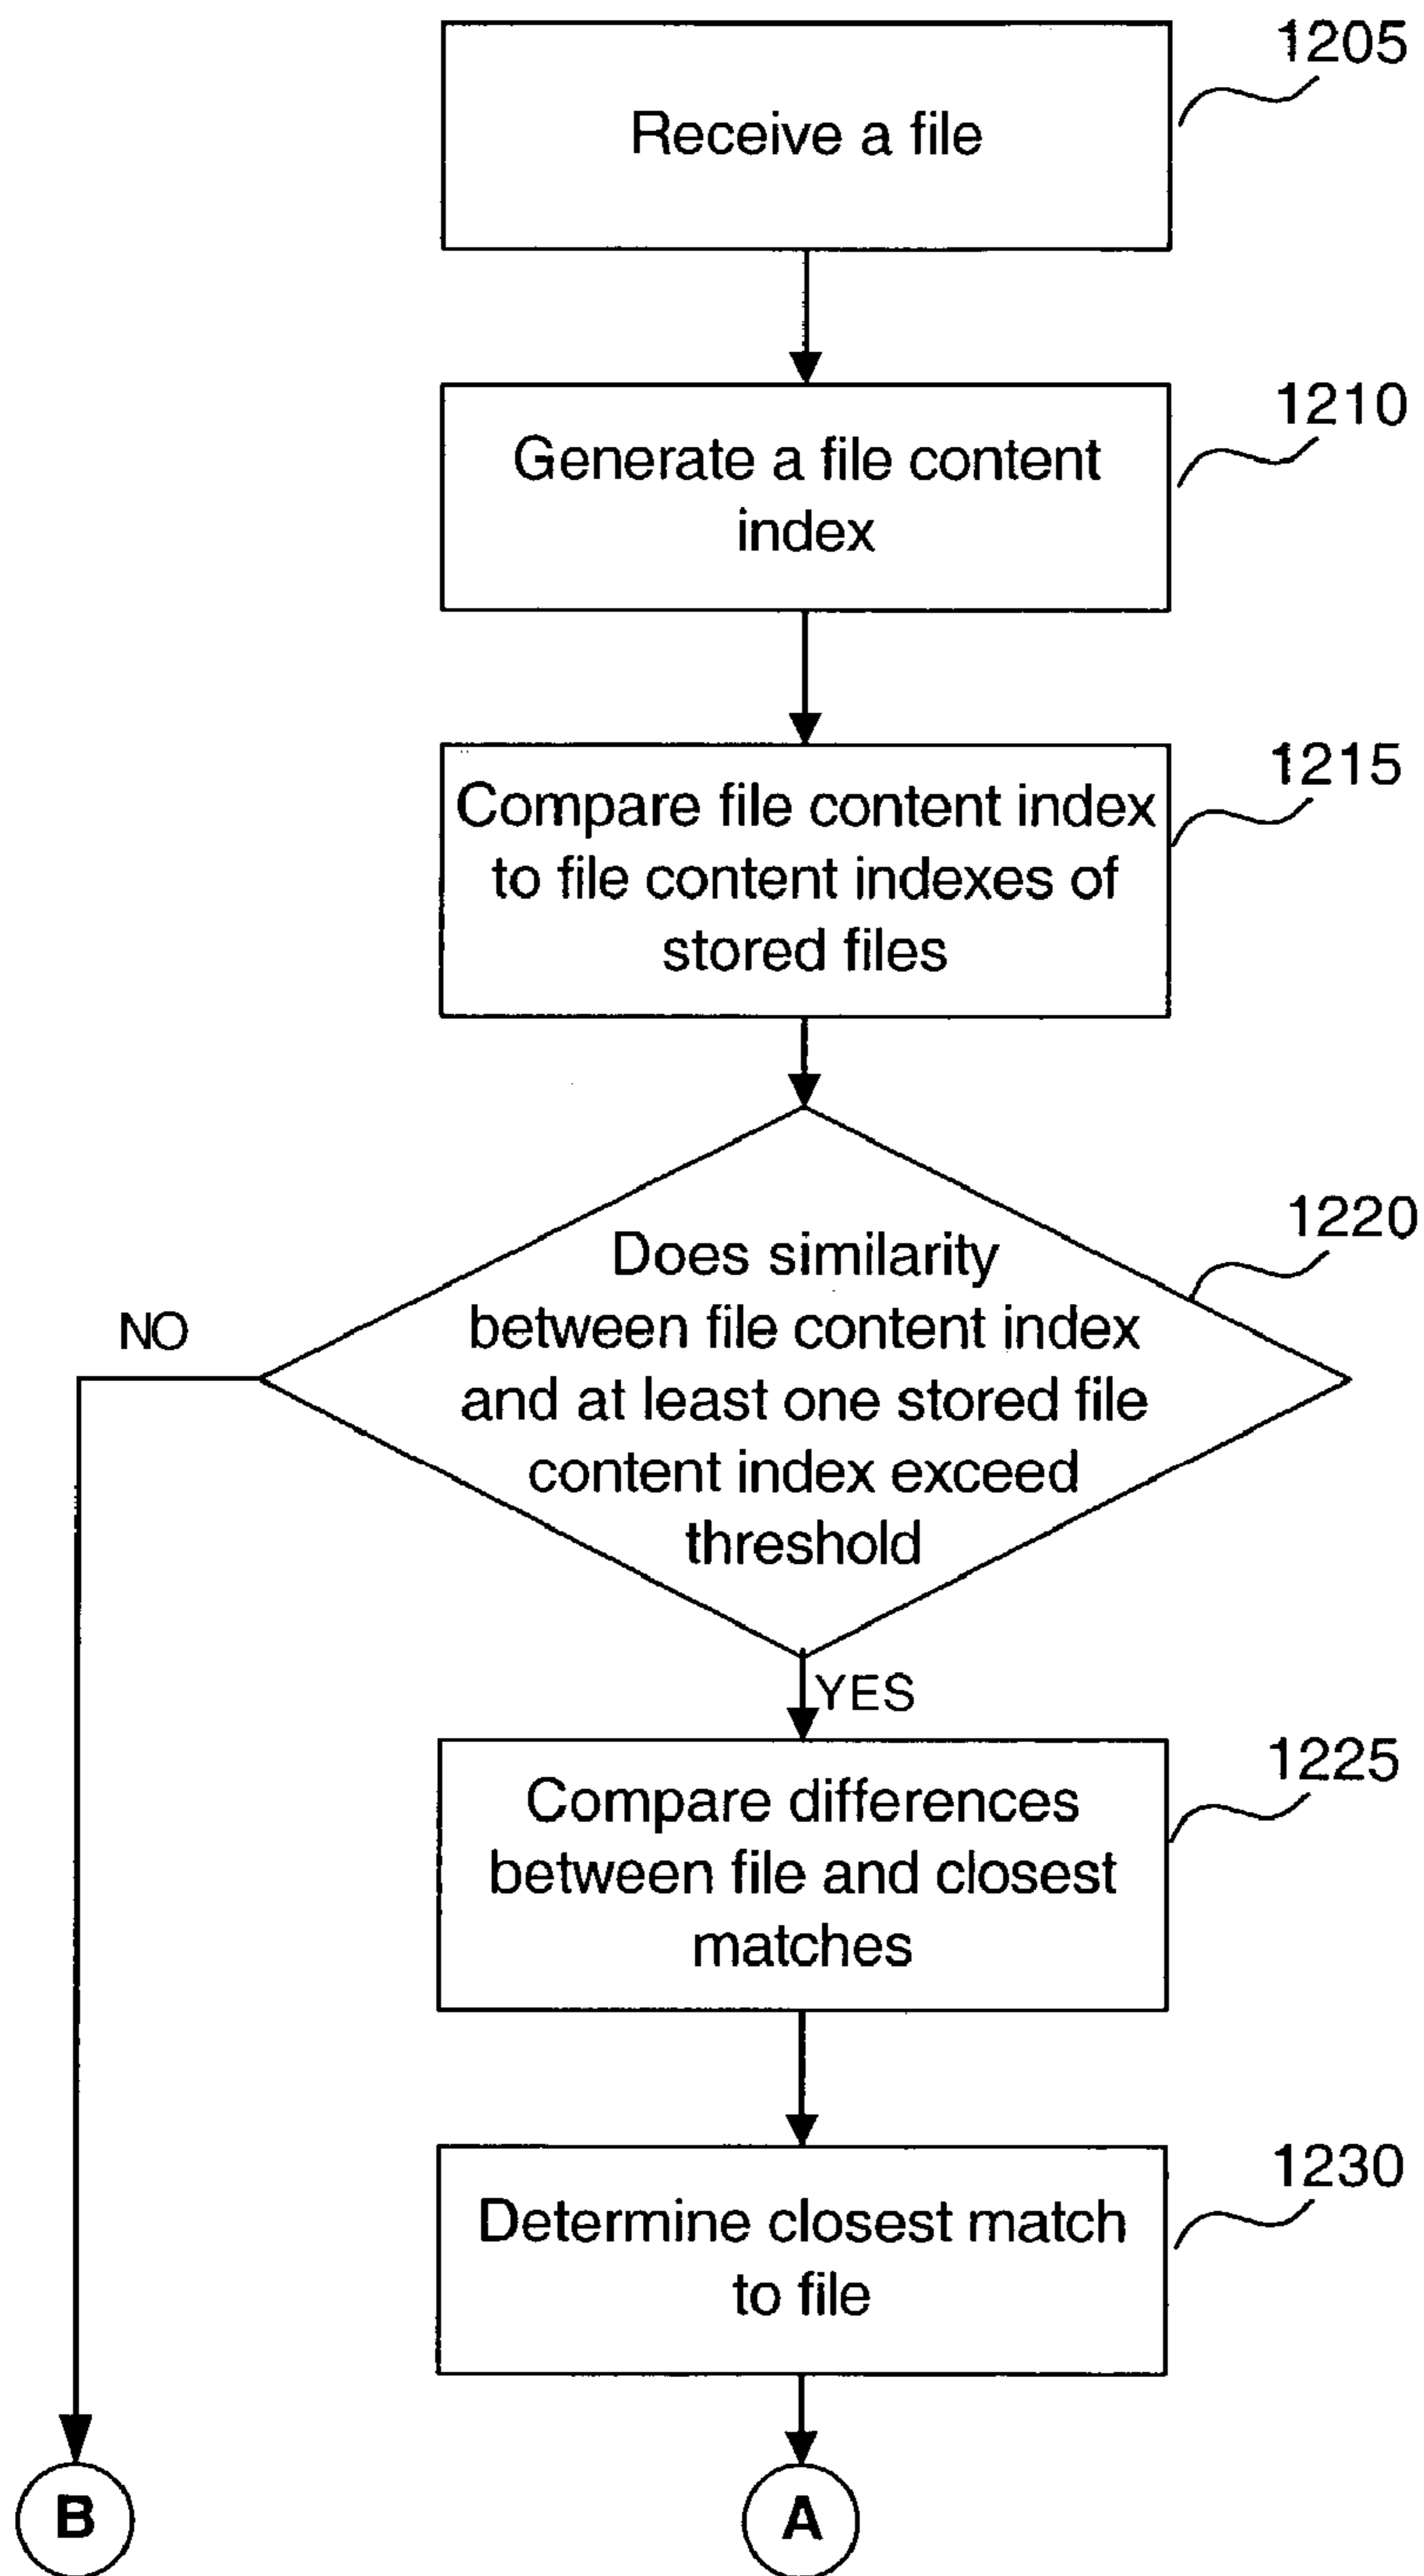 1205
Receive a file
1210
Generate a file content
index
1215
Compare file content index
to file content indexes of
stored files
1220
Does similarity
between file content index
and at least one stored file
content index exceed
threshold
NO
YES
1225
Compare differences
between file and closest
matches
1230
Determine closest match
to file
B
A